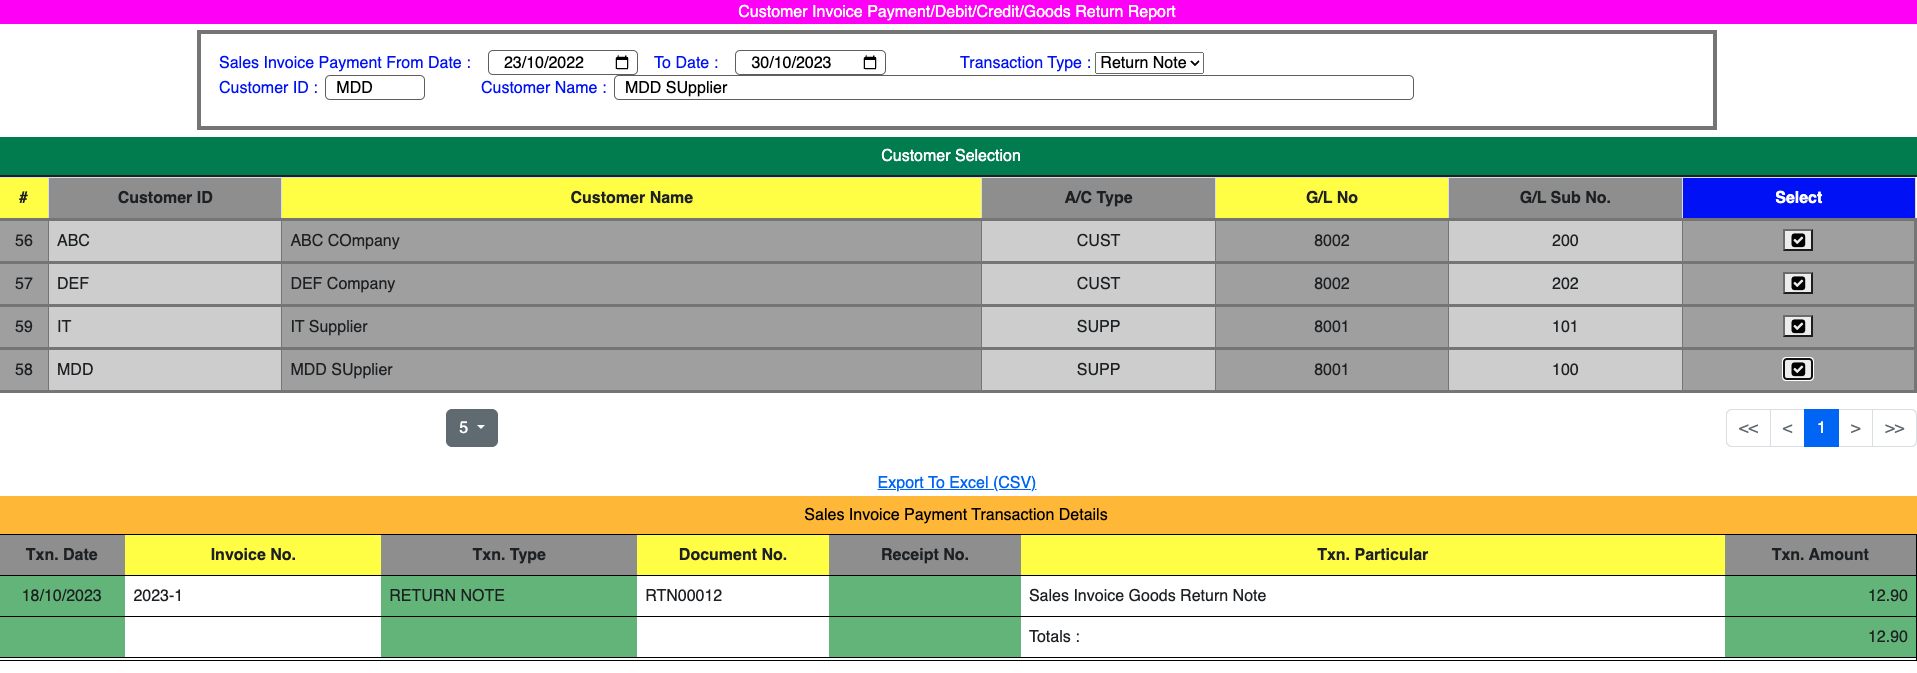 Customer Invoice Payment/Debit/Credit/Goods Return Report
Sales Invoice Payment From Date : 23/10/2022 To Date : 30/10/2023 Transaction Type : Return Note
Customer ID : MDD Customer Name : MDD SUpplier
Customer Selection
# Customer ID Customer Name A/C Type G/L No G/L Sub No. Select
56 ABC ABC COmpany CUST 8002 200
57 DEF DEF Company CUST 8002 202
59 IT IT Supplier SUPP 8001 101
58 MDD MDD SUpplier SUPP 8001 100
5 << < 1 > >>
Export To Excel (CSV)
Sales Invoice Payment Transaction Details
Txn. Date Invoice No. Txn. Type Document No. Receipt No. Txn. Particular Txn. Amount
18/10/2023 2023-1 RETURN NOTE RTN00012 Sales Invoice Goods Return Note 12.90
Totals : 12.90